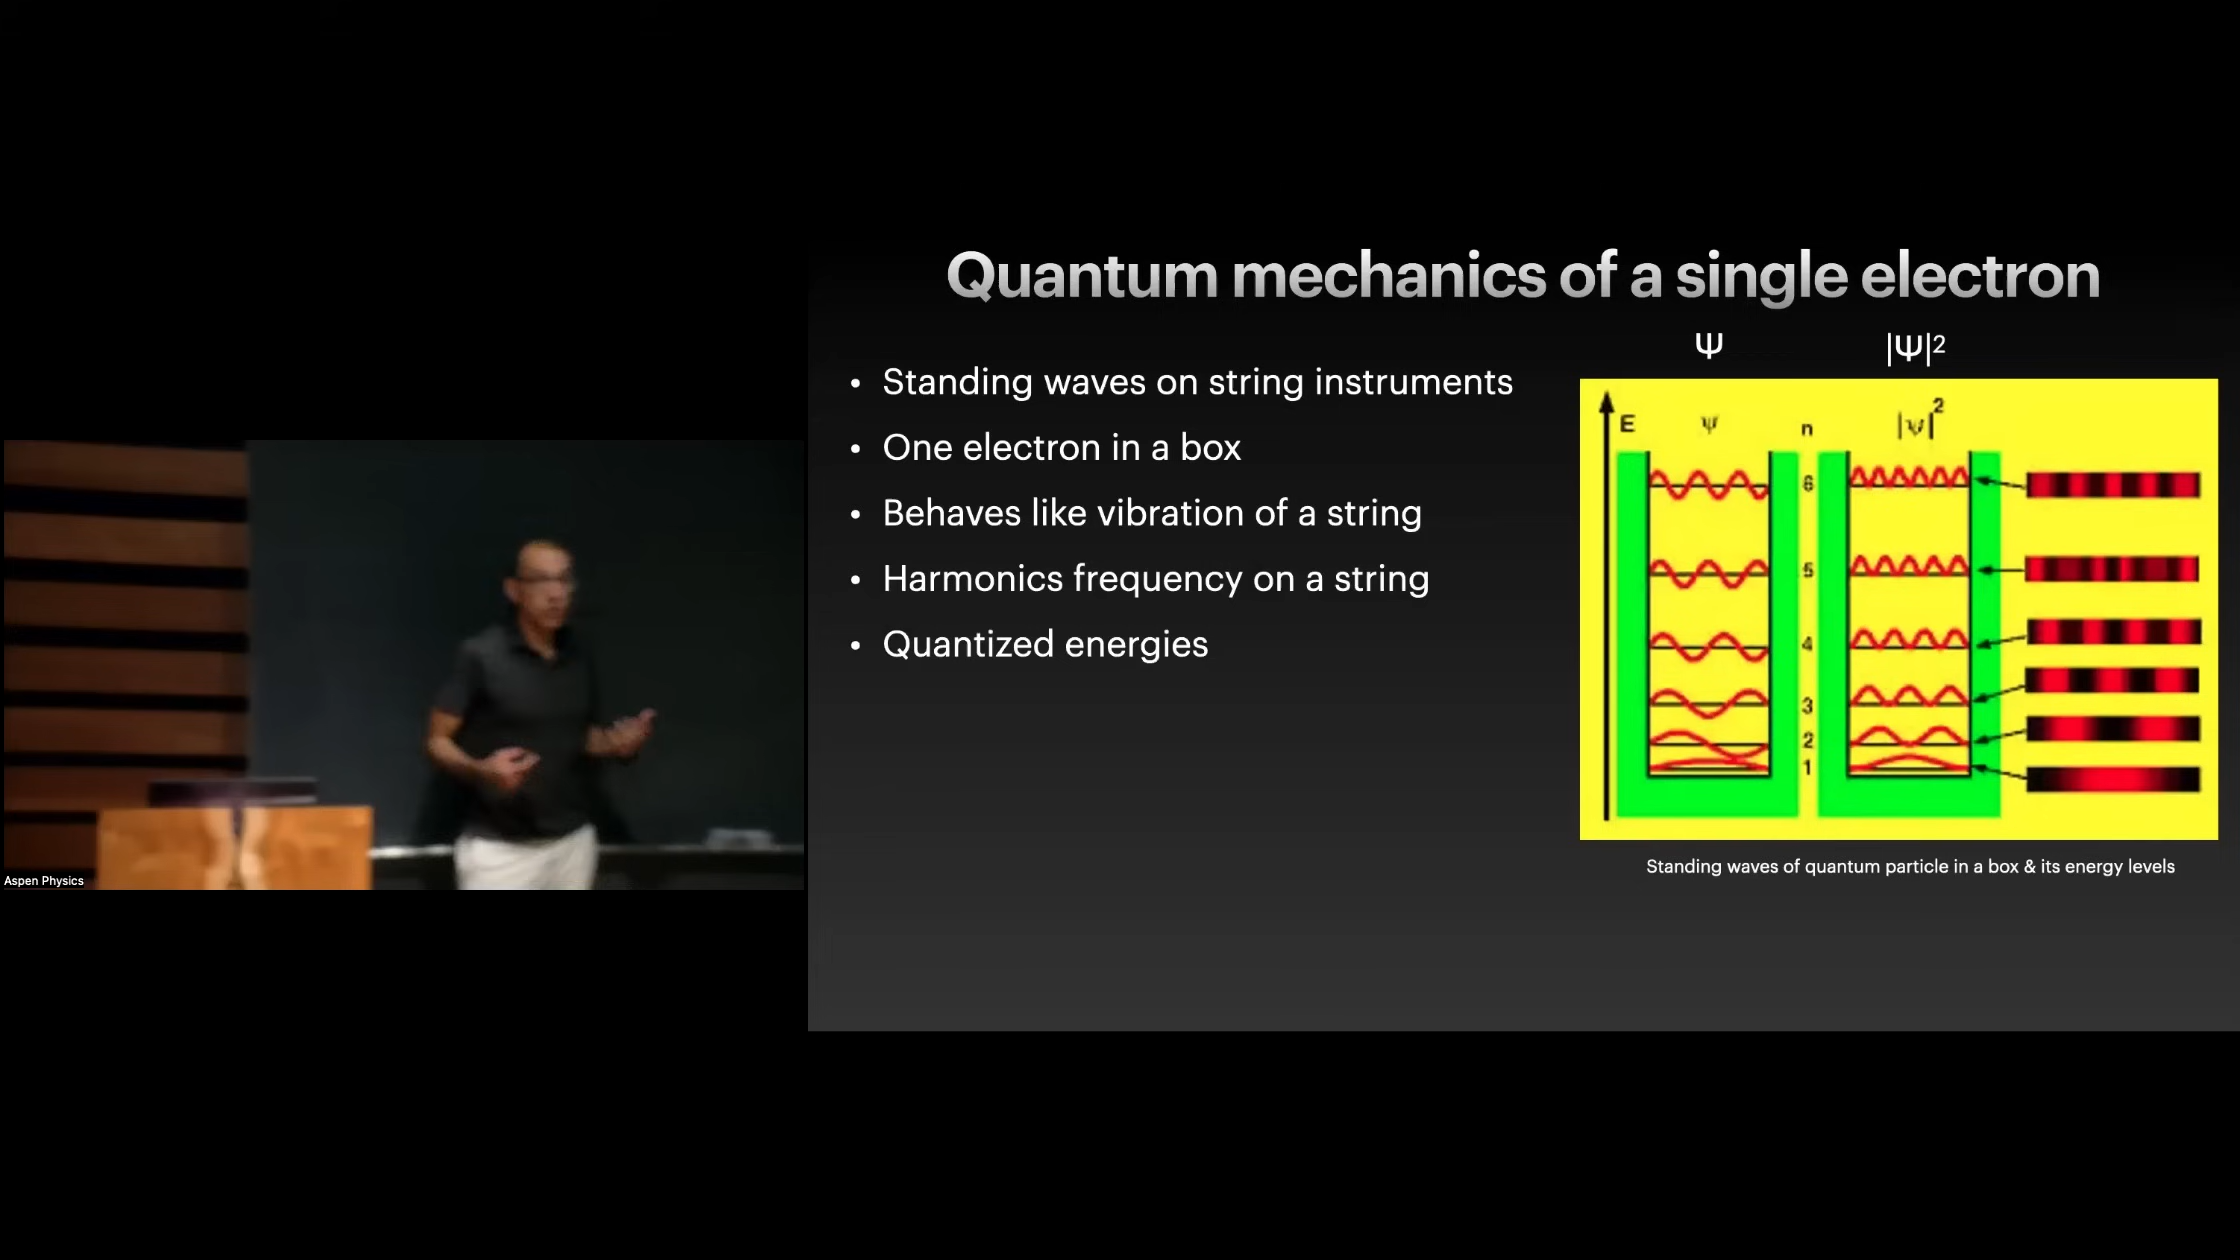 Quantum mechanics of a single electron
Ψ |Ψ|2
• Standing waves on string instruments
• One electron in a box
• Behaves like vibration of a string
• Harmonics frequency on a string
• Quantized energies
E ψ n |ψ|2
6
5
4
3
2
1
Standing waves of quantum particle in a box & its energy levels
Aspen Physics